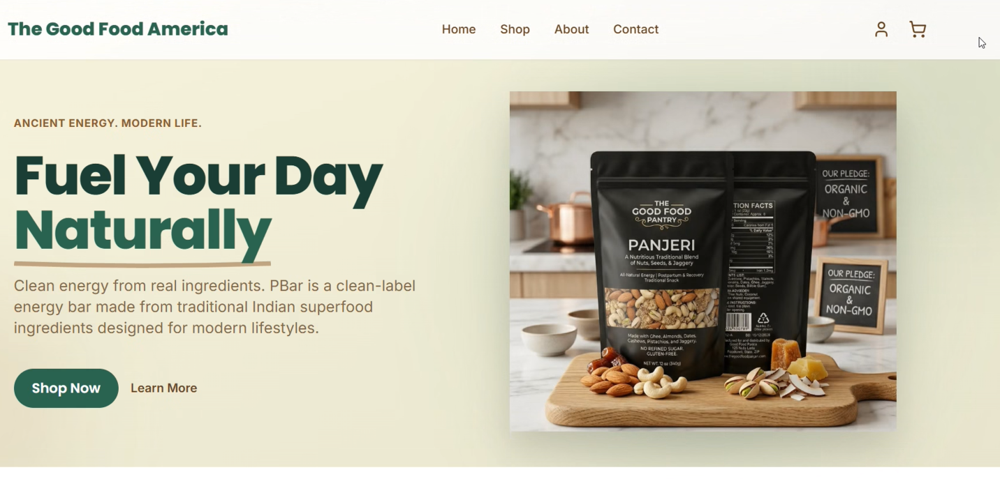 The Good Food America
Home
Shop
About
Contact
ANCIENT ENERGY. MODERN LIFE.
Fuel Your Day
Naturally
Clean energy from real ingredients. PBar is a clean-label
energy bar made from traditional Indian superfood
ingredients designed for modern lifestyles.
Shop Now
Learn More
THE
GOOD FOOD
PANTRY
PANJERI
A Nutritious Traditional Blend
of Nuts, Seeds, & Jaggery
All-Natural Energy | Postpartum & Recovery
Traditional Snack
Made with Ghee, Almonds, Dates,
Cashews, Pistachios, and Jaggery.
NO REFINED SUGAR.
GLUTEN-FREE.
NET WT. 12 oz (340g)
TION FACTS
% Daily Value*
OUR PLEDGE:
ORGANIC
&
NON-GMO
OUR PLEDGE:
ORGANIC
&
NON-GMO